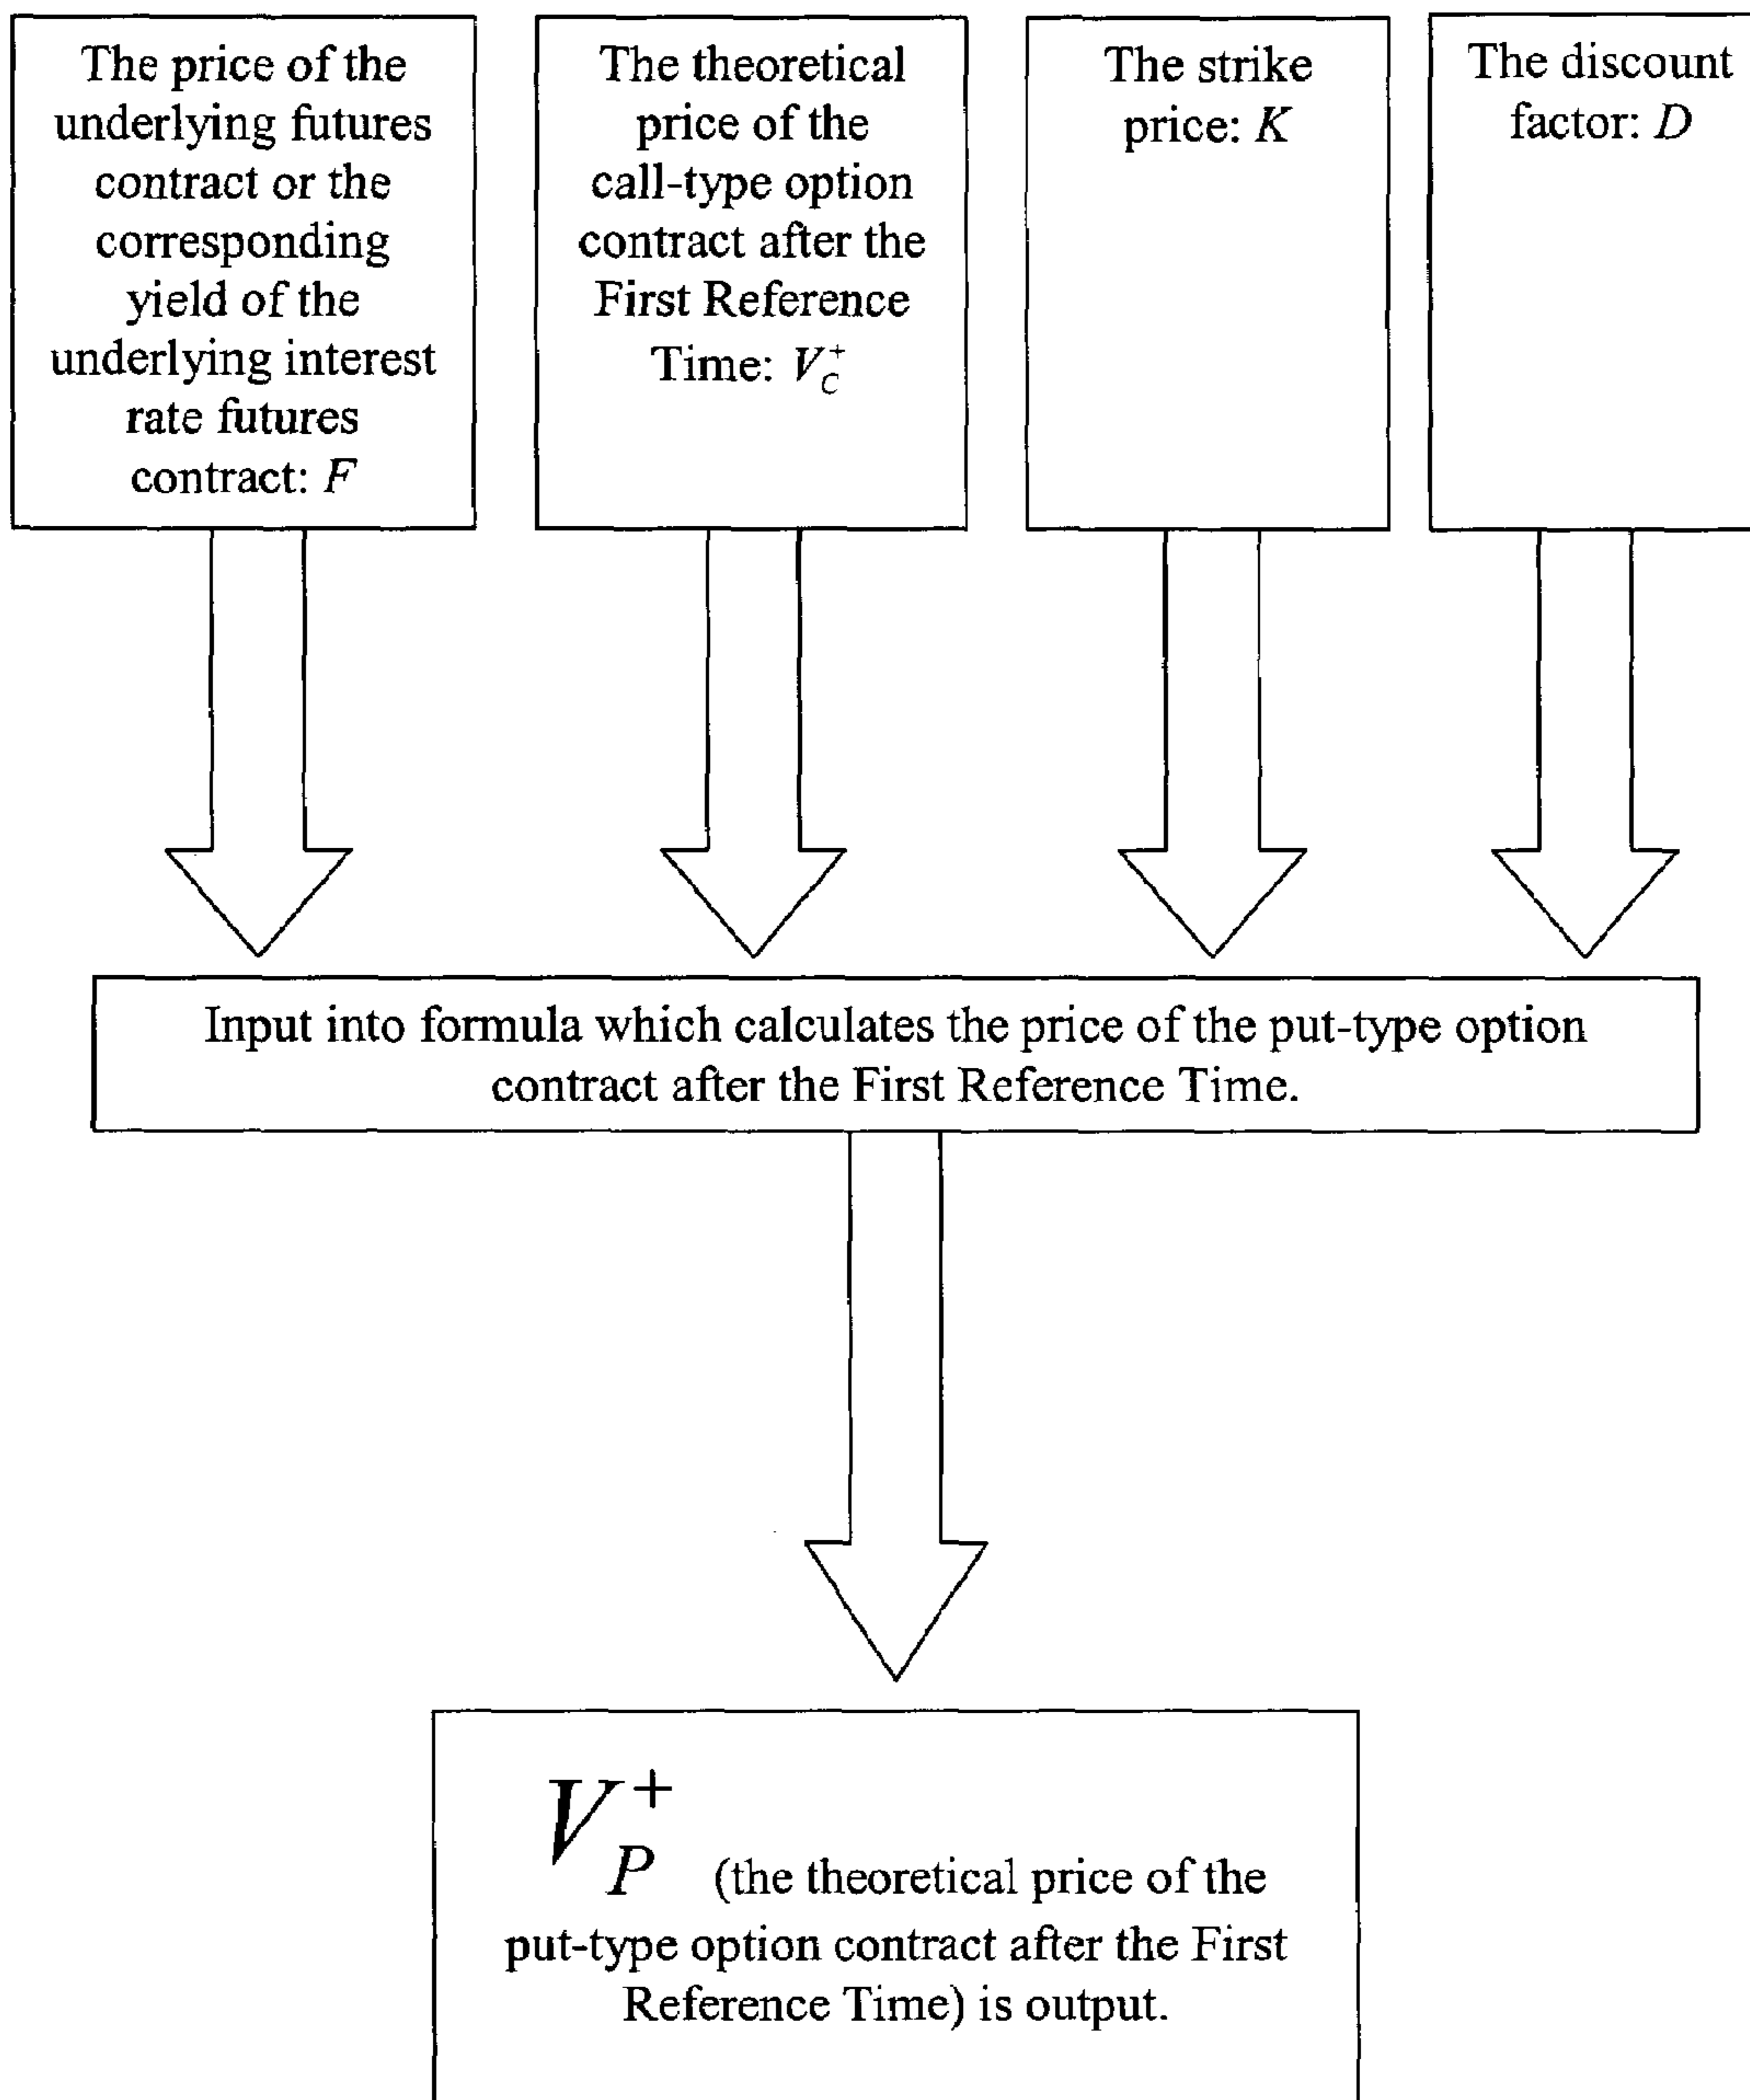 The price of the
underlying futures
contract or the
corresponding
yield of the
underlying interest
rate futures
contract: F
The theoretical
price of the
call-type option
contract after the
First Reference
Time: V_C^+
The strike
price: K
The discount
factor: D
Input into formula which calculates the price of the put-type option
contract after the First Reference Time.
V_P^+ (the theoretical price of the
put-type option contract after the First
Reference Time) is output.